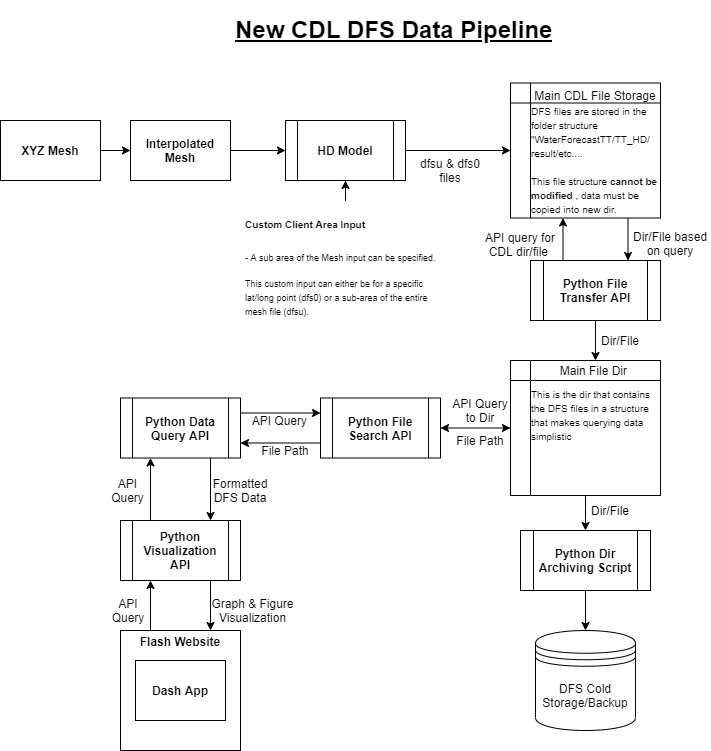 New CDL DFS Data Pipeline
XYZ Mesh
Interpolated
Mesh
HD Model
dfsu & dfs0
files
Main CDL File Storage
DFS files are stored in the
folder structure
"WaterForecastTT/TT_HD/
result/etc....
This file structure cannot be
modified , data must be
copied into new dir.
Custom Client Area Input
- A sub area of the Mesh input can be specified.
This custom input can either be for a specific
lat/long point (dfs0) or a sub-area of the entire
mesh file (dfsu).
API query for
CDL dir/file
Dir/File based
on query
Python File
Transfer API
Dir/File
Main File Dir
This is the dir that contains
the DFS files in a structure
that makes querying data
simplistic
API Query
to Dir
File Path
Python File
Search API
API Query
File Path
Python Data
Query API
API
Query
Formatted
DFS Data
Python
Visualization
API
API
Query
Graph & Figure
Visualization
Flash Website
Dash App
Dir/File
Python Dir
Archiving Script
DFS Cold
Storage/Backup